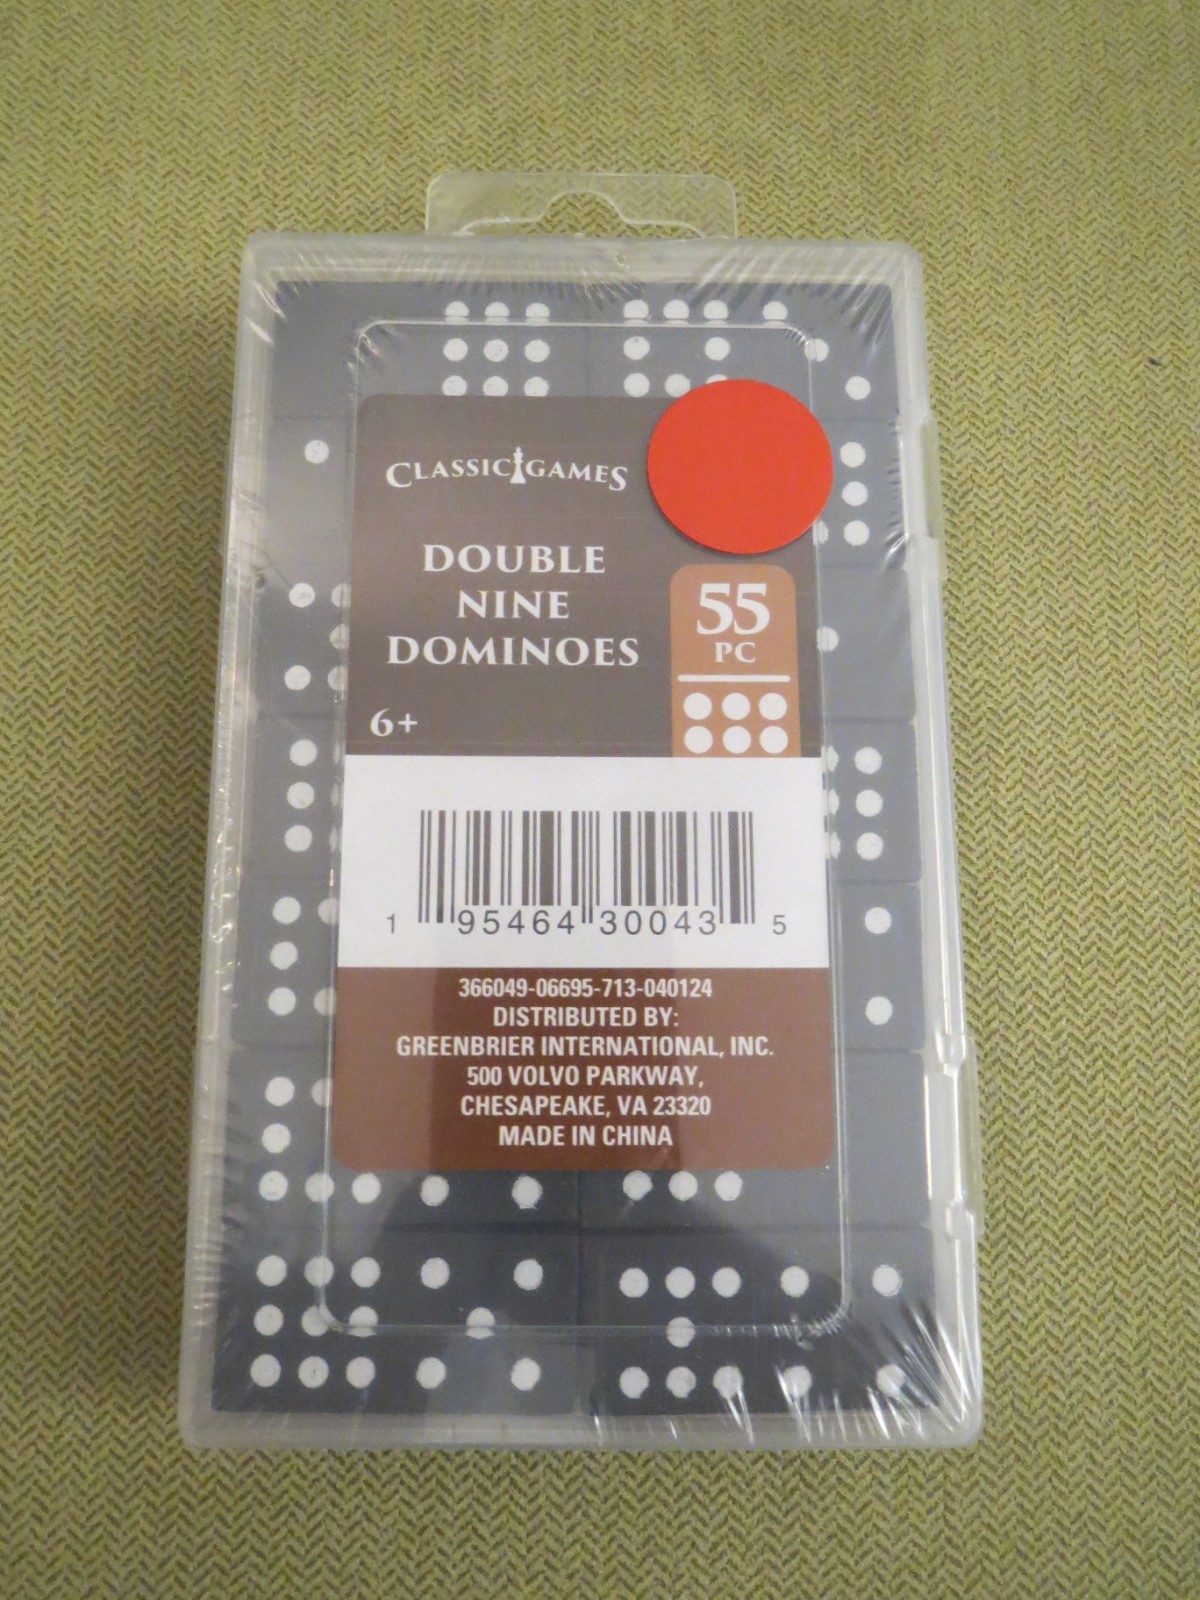 CLASSIC GAMES
DOUBLE
NINE
DOMINOES
55
PC
6+
1 95464 30043 5
366049-06695-713-040124
DISTRIBUTED BY:
GREENBRIER INTERNATIONAL, INC.
500 VOLVO PARKWAY,
CHESAPEAKE, VA 23320
MADE IN CHINA